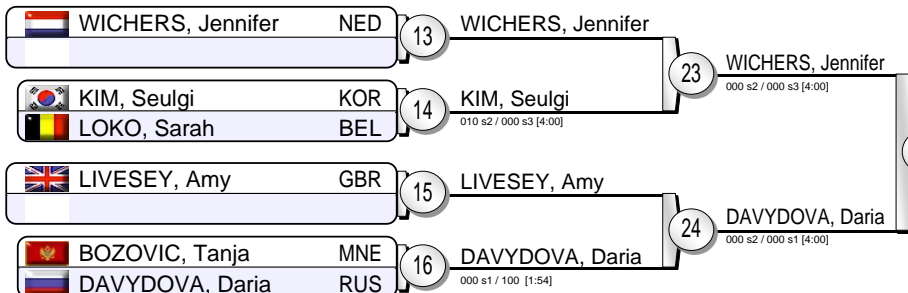 WICHERS, Jennifer NED
13
WICHERS, Jennifer
KIM, Seulgi KOR
LOKO, Sarah BEL
14
KIM, Seulgi
010 s2 / 000 s3 [4:00]
23
WICHERS, Jennifer
000 s2 / 000 s3 [4:00]
LIVESEY, Amy GBR
15
LIVESEY, Amy
BOZOVIC, Tanja MNE
DAVYDOVA, Daria RUS
16
DAVYDOVA, Daria
000 s1 / 100 [1:54]
24
DAVYDOVA, Daria
000 s2 / 000 s1 [4:00]